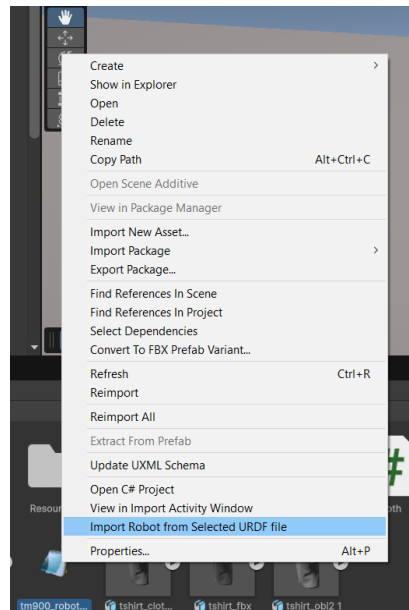 Create
Show in Explorer
Open
Delete
Rename
Copy Path Alt+Ctrl+C
Open Scene Additive
View in Package Manager
Import New Asset...
Import Package
Export Package...
Find References In Scene
Find References In Project
Select Dependencies
Convert To FBX Prefab Variant...
Refresh Ctrl+R
Reimport
Reimport All
Extract From Prefab
Update UXML Schema
Open C# Project
View in Import Activity Window
Import Robot from Selected URDF file
Properties... Alt+P
Resour
oth
#
tm900_robot... tshirt_clot... tshirt_fbx tshirt_obj2 1